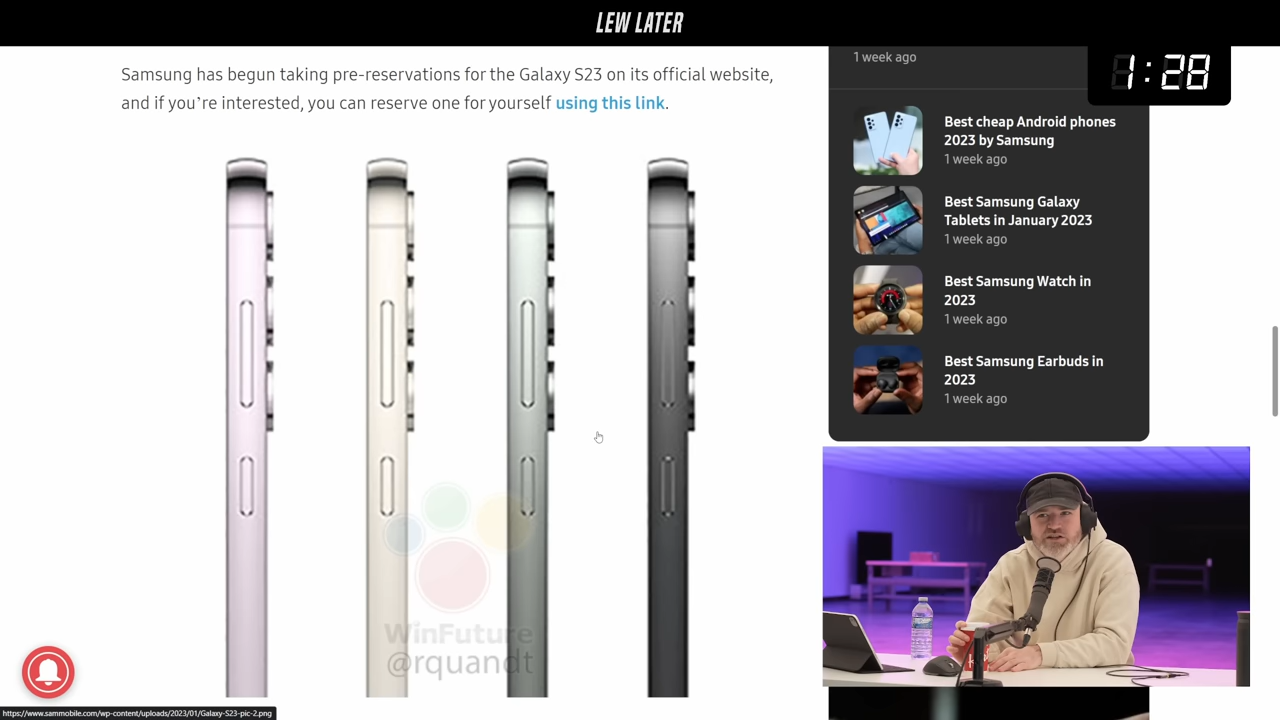 LEW LATER
Samsung has begun taking pre-reservations for the Galaxy S23 on its official website,
and if you're interested, you can reserve one for yourself using this link.
1 week ago
1:28
Best cheap Android phones
2023 by Samsung
1 week ago
Best Samsung Galaxy
Tablets in January 2023
1 week ago
Best Samsung Watch in
2023
1 week ago
Best Samsung Earbuds in
2023
1 week ago
WinFuture
@rquandt
https://www.sammobile.com/wp-content/uploads/2023/01/Galaxy-S23-pic-2.png